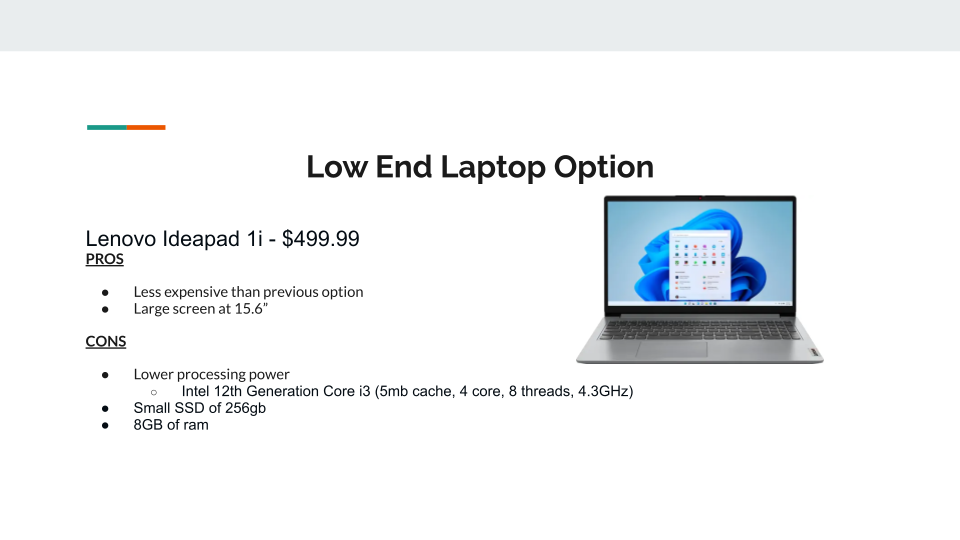 Low End Laptop Option
Lenovo Ideapad 1i - $499.99
PROS
● Less expensive than previous option
● Large screen at 15.6”
CONS
● Lower processing power
○ Intel 12th Generation Core i3 (5mb cache, 4 core, 8 threads, 4.3GHz)
● Small SSD of 256gb
● 8GB of ram